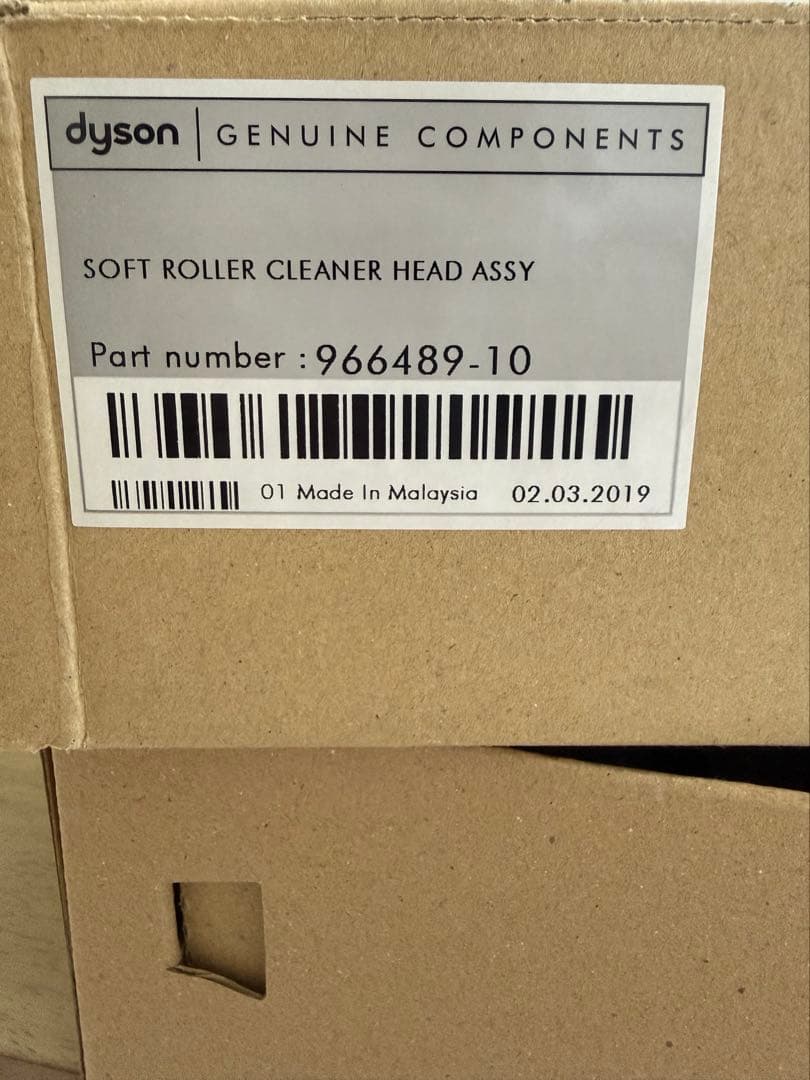 dyson | GENUINE COMPONENTS
SOFT ROLLER CLEANER HEAD ASSY
Part number : 966489-10
01 Made In Malaysia 02.03.2019